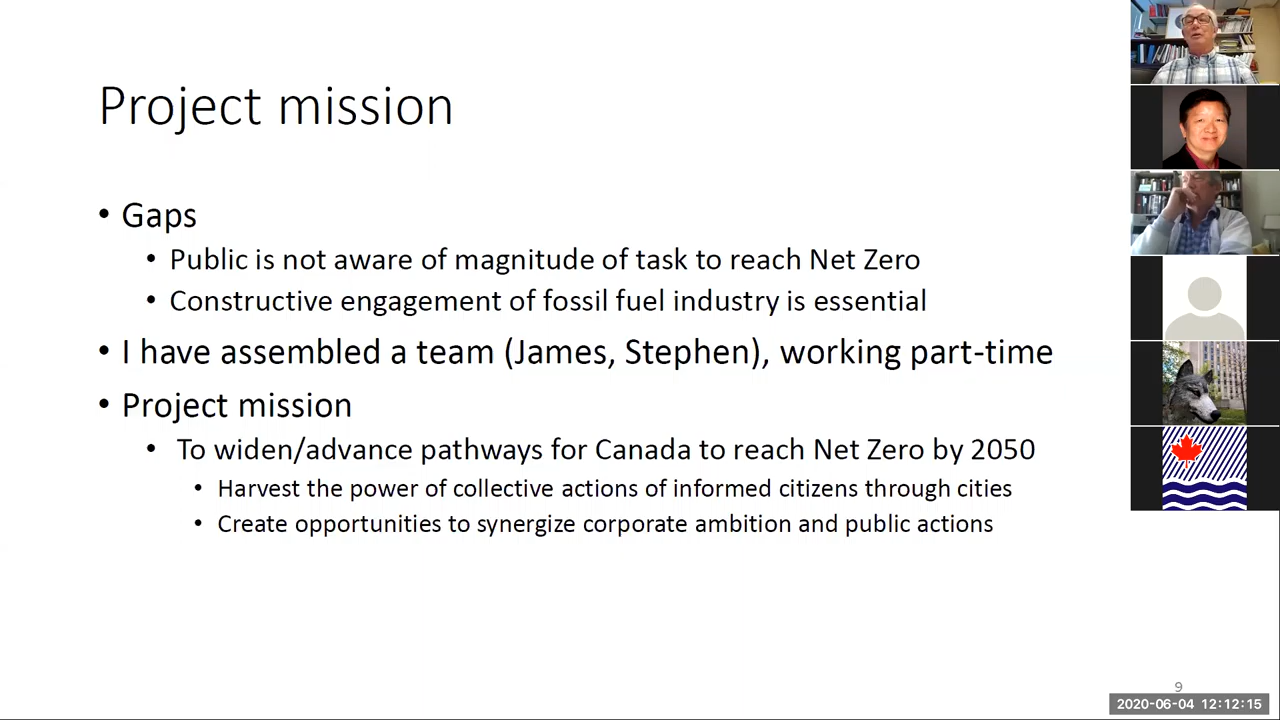 Project mission
• Gaps
• Public is not aware of magnitude of task to reach Net Zero
• Constructive engagement of fossil fuel industry is essential
• I have assembled a team (James, Stephen), working part-time
• Project mission
• To widen/advance pathways for Canada to reach Net Zero by 2050
• Harvest the power of collective actions of informed citizens through cities
• Create opportunities to synergize corporate ambition and public actions
9
2020-06-04 12:12:15